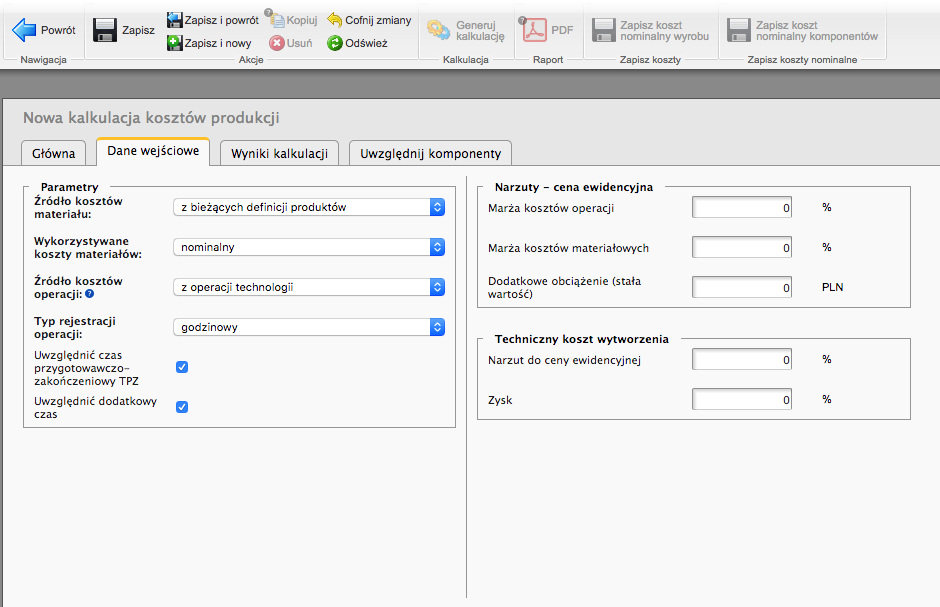 Powrót
Zapisz
Zapisz i powrót
Zapisz i nowy
? Kopiuj
Usuń
Cofnij zmiany
Odśwież
Generuj
kalkulację
? PDF
Zapisz koszt
nominalny wyrobu
Zapisz koszt
nominalny komponentów
Nawigacja
Akcje
Kalkulacja
Raport
Zapisz koszty
Zapisz koszty nominalne
Nowa kalkulacja kosztów produkcji
Główna
Dane wejściowe
Wyniki kalkulacji
Uwzględnij komponenty
Parametry
Źródło kosztów
materiału:
z bieżących definicji produktów
Wykorzystywane
koszty materiałów:
nominalny
Źródło kosztów
operacji: ?
z operacji technologii
Typ rejestracji
operacji:
godzinowy
Uwzględnić czas
przygotowawczo-
zakończeniowy TPZ
Uwzględnić dodatkowy
czas
Narzuty - cena ewidencyjna
Marża kosztów operacji 0 %
Marża kosztów materiałowych 0 %
Dodatkowe obciążenie (stała
wartość) 0 PLN
Techniczny koszt wytworzenia
Narzut do ceny ewidencyjnej 0 %
Zysk 0 %